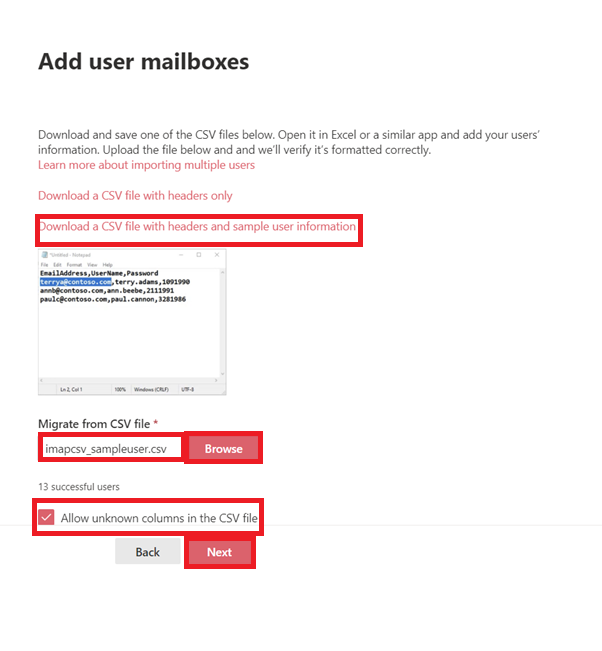 Add user mailboxes
Download and save one of the CSV files below. Open it in Excel or a similar app and add your users'
information. Upload the file below and and we'll verify it's formatted correctly.
Learn more about importing multiple users
Download a CSV file with headers only
Download a CSV file with headers and sample user information
*Untitled - Notepad
File Edit Format View Help
EmailAddress,UserName,Password
terrya@contoso.com,terry.adams,1091990
annb@contoso.com,ann.beebe,2111991
paulc@contoso.com,paul.cannon,3281986
Ln 2, Col 1 100% Windows (CRLF) UTF-8
Migrate from CSV file *
imapcsv_sampleuser.csv Browse
13 successful users
Allow unknown columns in the CSV file
Back Next